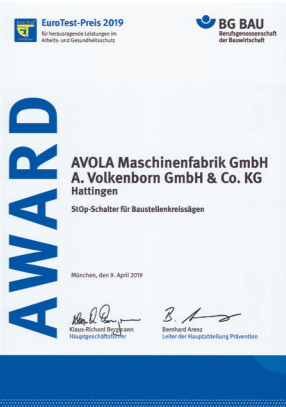 EuroTest-Preis 2019
für herausragende Leistungen im
Arbeits- und Gesundheitsschutz
BG BAU
Berufsgenossenschaft
der Bauwirtschaft
AWARD
AVOLA Maschinenfabrik GmbH
A. Volkenborn GmbH & Co. KG
Hattingen
StOp-Schalter für Baustellenkreissägen
München, den 9. April 2019
Klaus-Richard Bergmann
Hauptgeschäftsführer
Bernhard Arenz
Leiter der Hauptabteilung Prävention